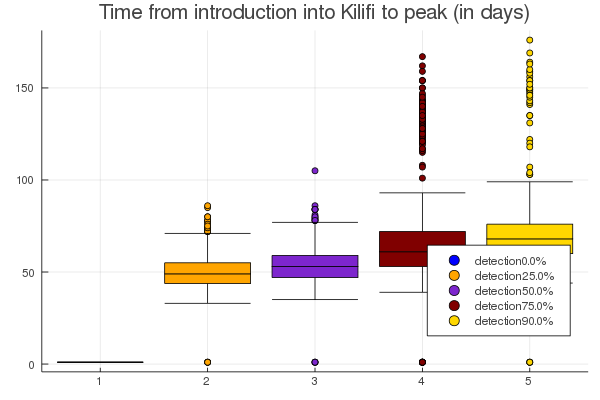 Time from introduction into Kilifi to peak (in days)
150
100
50
0
detection0.0%
detection25.0%
detection50.0%
detection75.0%
detection90.0%
1 2 3 4 5